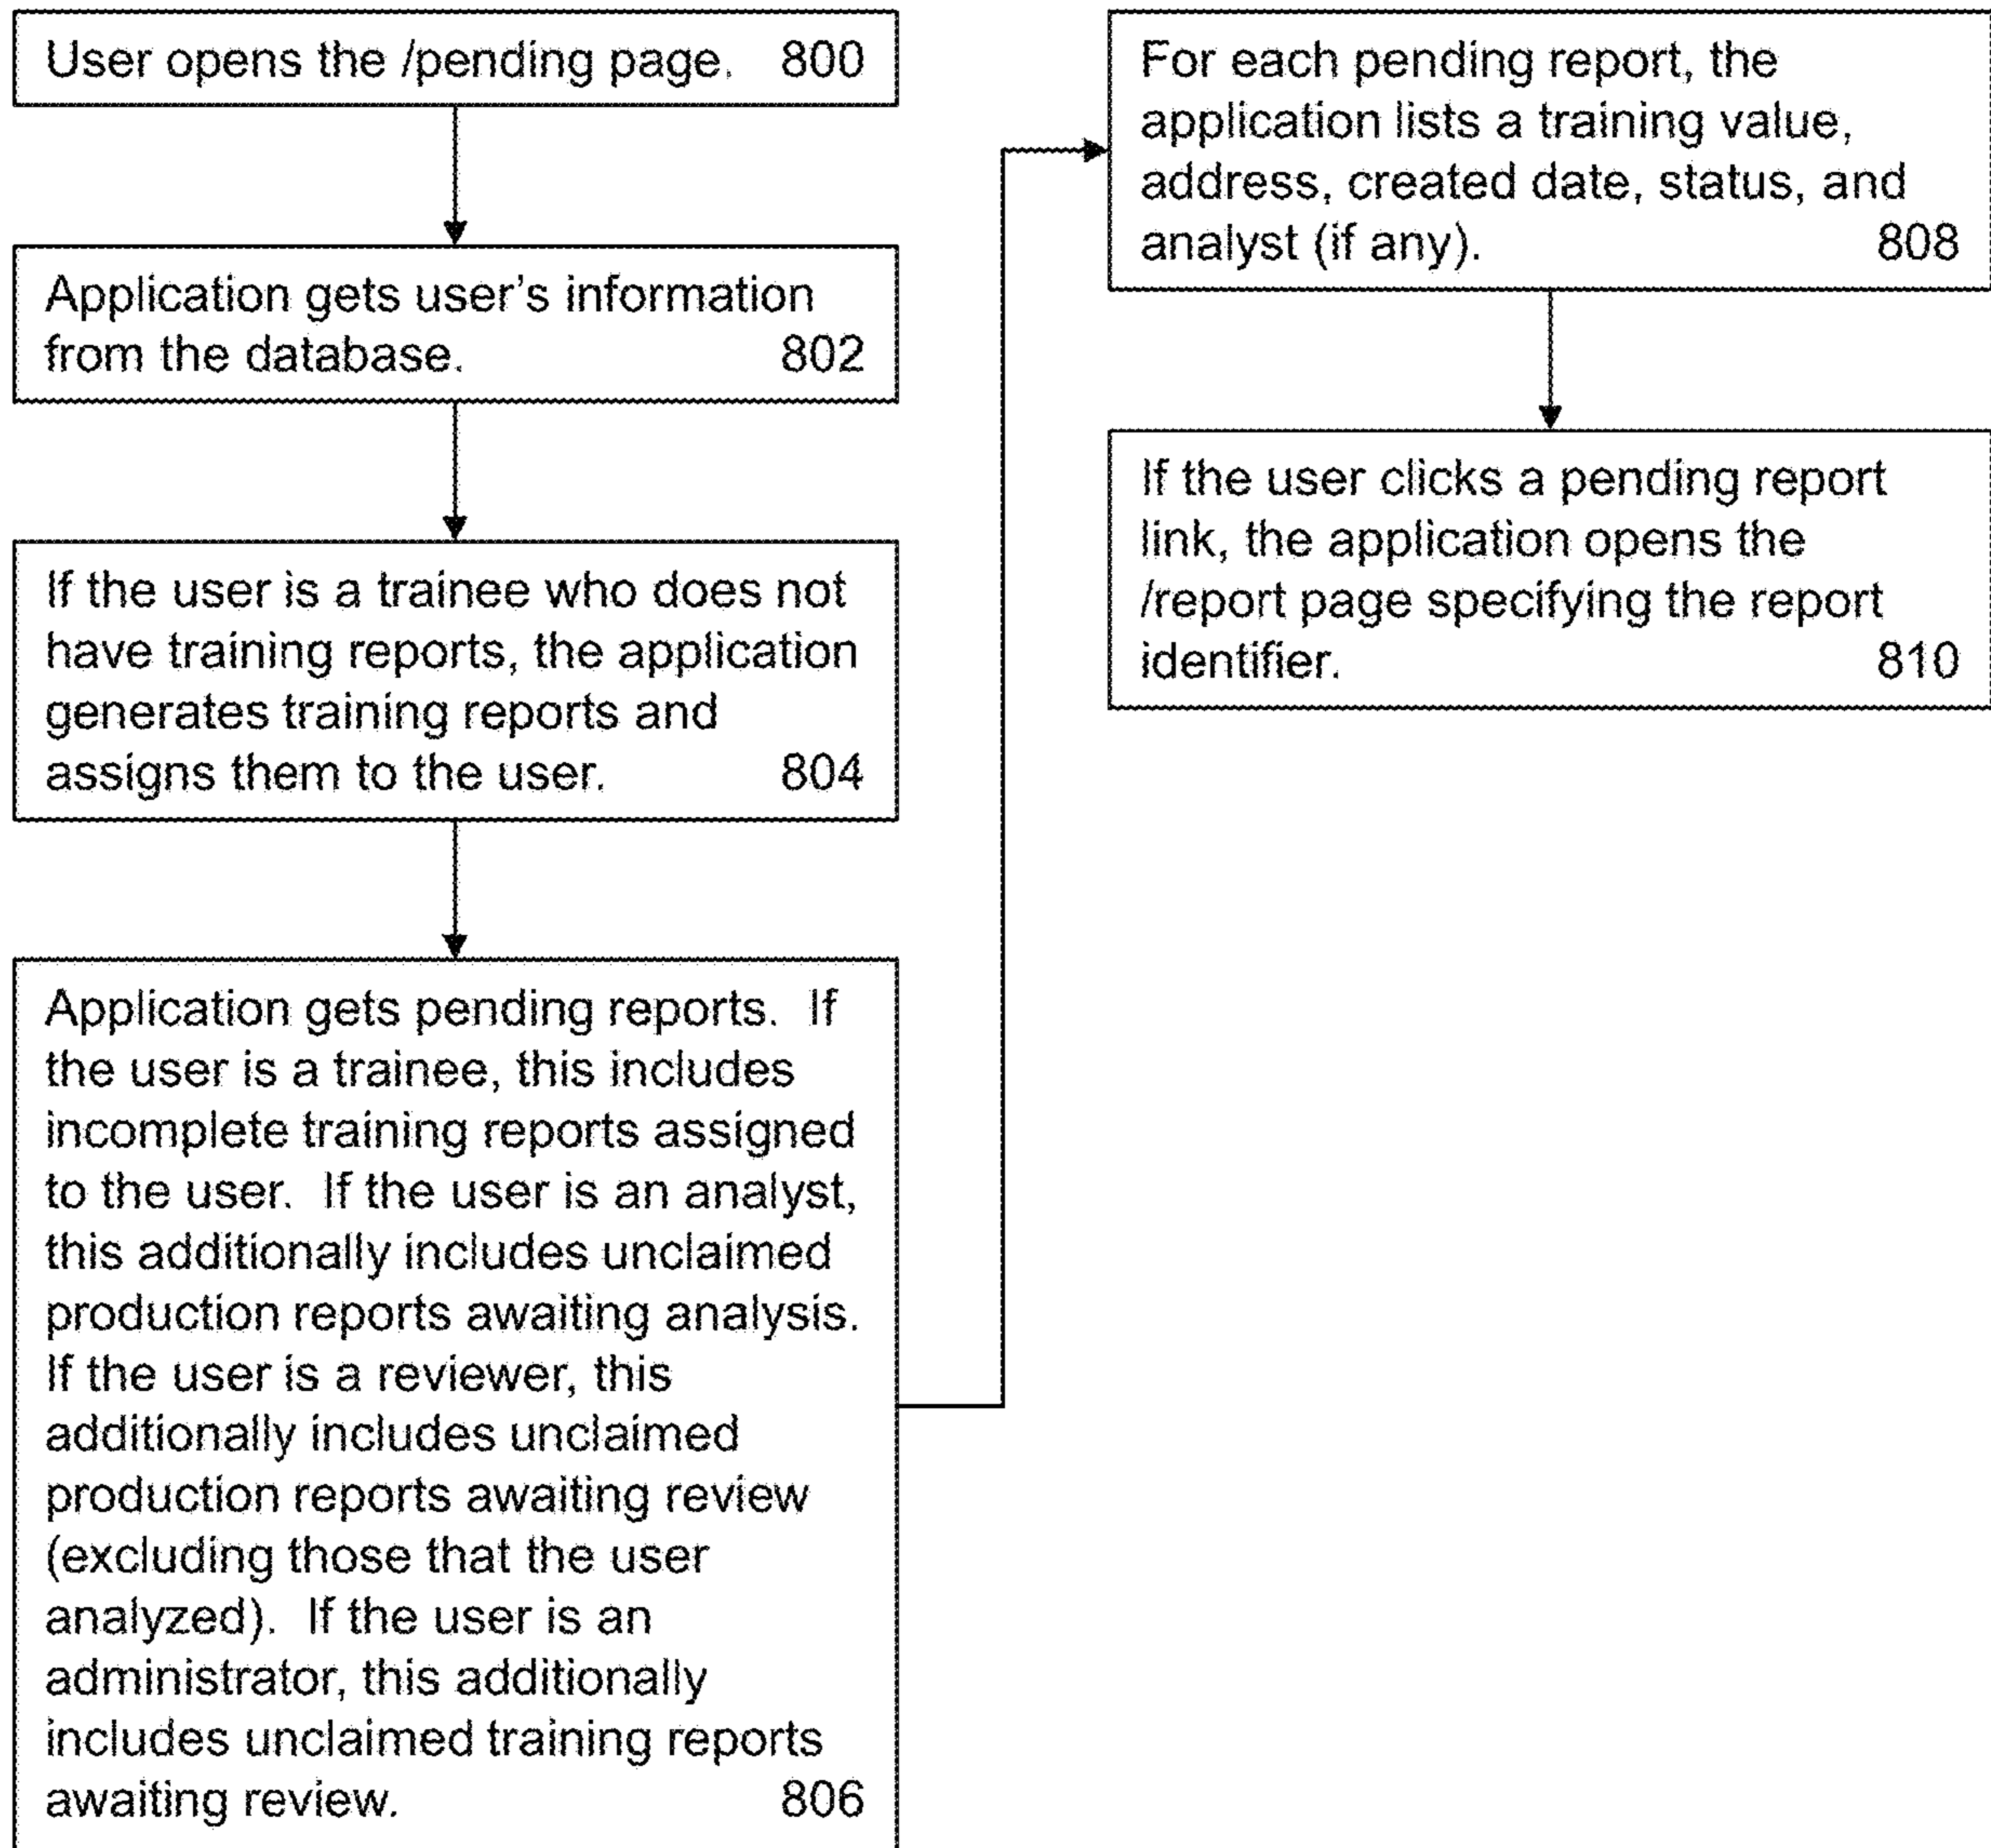 User opens the /pending page. 800
Application gets user's information
from the database. 802
If the user is a trainee who does not
have training reports, the application
generates training reports and
assigns them to the user. 804
Application gets pending reports. If
the user is a trainee, this includes
incomplete training reports assigned
to the user. If the user is an analyst,
this additionally includes unclaimed
production reports awaiting analysis.
If the user is a reviewer, this
additionally includes unclaimed
production reports awaiting review
(excluding those that the user
analyzed). If the user is an
administrator, this additionally
includes unclaimed training reports
awaiting review. 806
For each pending report, the
application lists a training value,
address, created date, status, and
analyst (if any). 808
If the user clicks a pending report
link, the application opens the
/report page specifying the report
identifier. 810